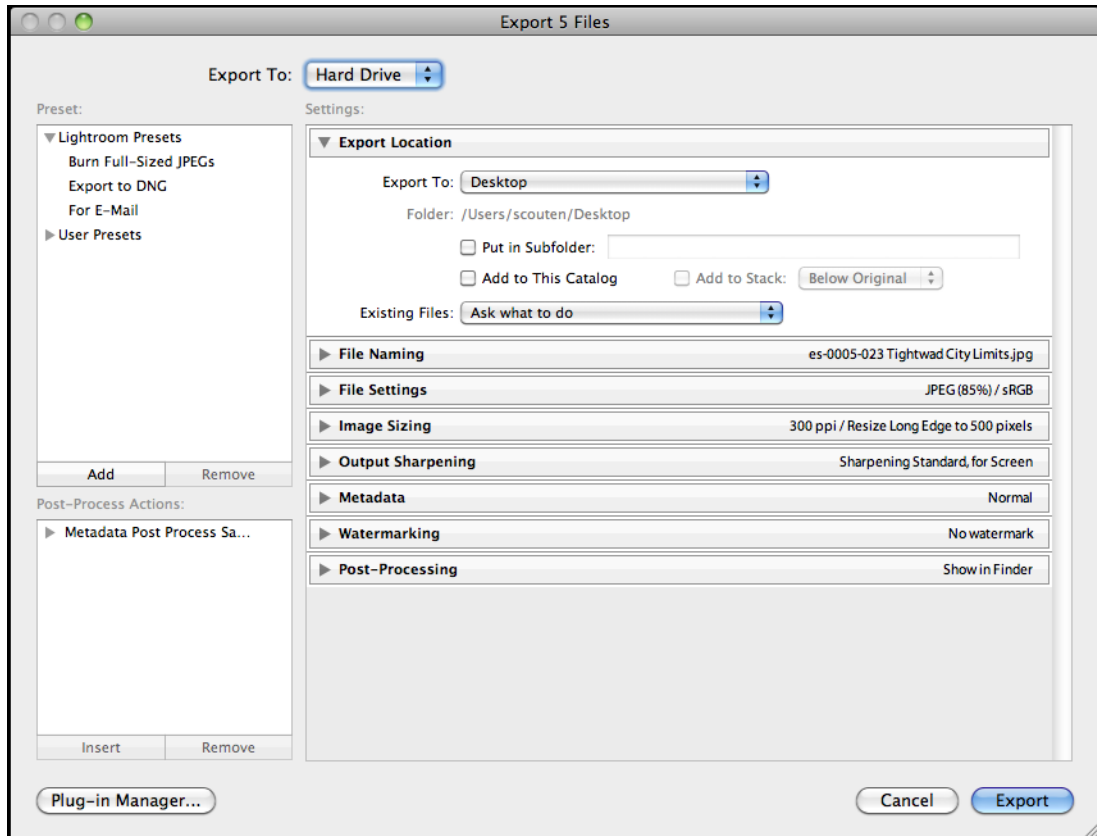 Export 5 Files
Export To: Hard Drive
Preset:
Lightroom Presets
Burn Full-Sized JPEGs
Export to DNG
For E-Mail
User Presets
Add Remove
Post-Process Actions:
Metadata Post Process Sa...
Insert Remove
Settings:
Export Location
Export To: Desktop
Folder: /Users/scouten/Desktop
Put in Subfolder:
Add to This Catalog Add to Stack: Below Original
Existing Files: Ask what to do
File Naming es-0005-023 Tightwad City Limits.jpg
File Settings JPEG (85%) / sRGB
Image Sizing 300 ppi / Resize Long Edge to 500 pixels
Output Sharpening Sharpening Standard, for Screen
Metadata Normal
Watermarking No watermark
Post-Processing Show in Finder
Plug-in Manager... Cancel Export